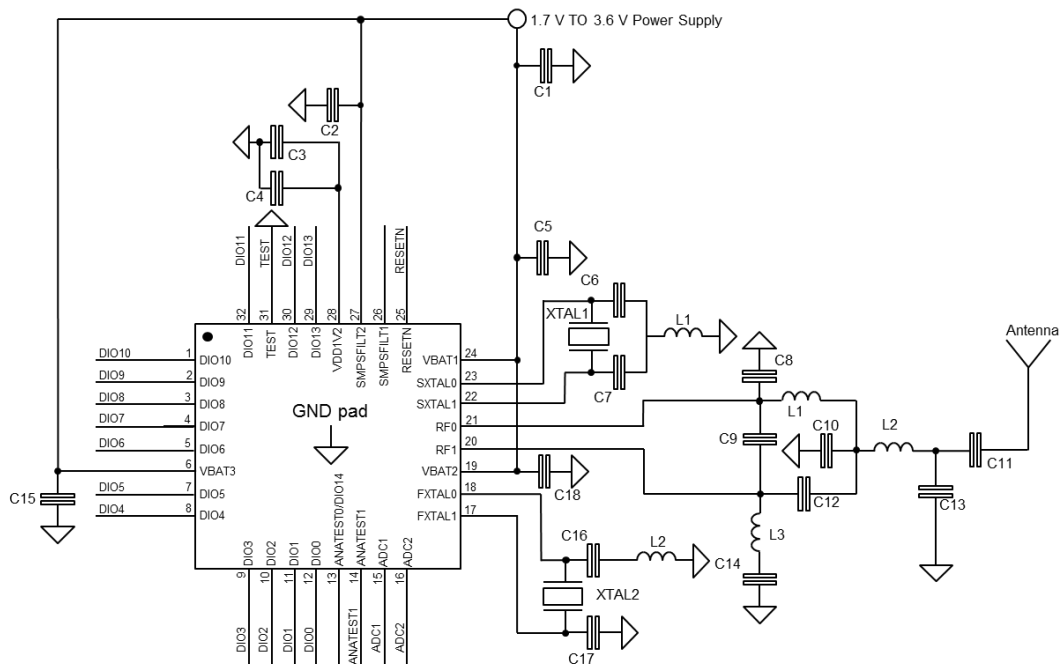 1.7 V TO 3.6 V Power Supply
C1
C2
C3
C4
C5
C6
DIO11
TEST
DIO12
DIO13
RESETN
32
31
30
29
28
27
26
25
DIO11
TEST
DIO12
DIO13
VDD1V2
SMPSFILT2
SMPSFILT1
RESETN
XTAL1
L1
C7
C8
Antenna
DIO10 1 DIO10
DIO9 2 DIO9
DIO8 3 DIO8
DIO7 4 DIO7
DIO6 5 DIO6
6 VBAT3
DIO5 7 DIO5
DIO4 8 DIO4
C15
GND pad
VBAT1 24
SXTAL0 23
SXTAL1 22
RF0 21
RF1 20
VBAT2 19
FXTAL0 18
FXTAL1 17
L1
C9
C10
L2
C11
C12
C13
C18
L3
C14
C16
L2
XTAL2
C17
DIO3
DIO2
DIO1
DIO0
ANATEST0/DIO14
ANATEST1
ADC1
ADC2
9
10
11
12
13
14
15
16
DIO3
DIO2
DIO1
DIO0
ANATEST1
ADC1
ADC2